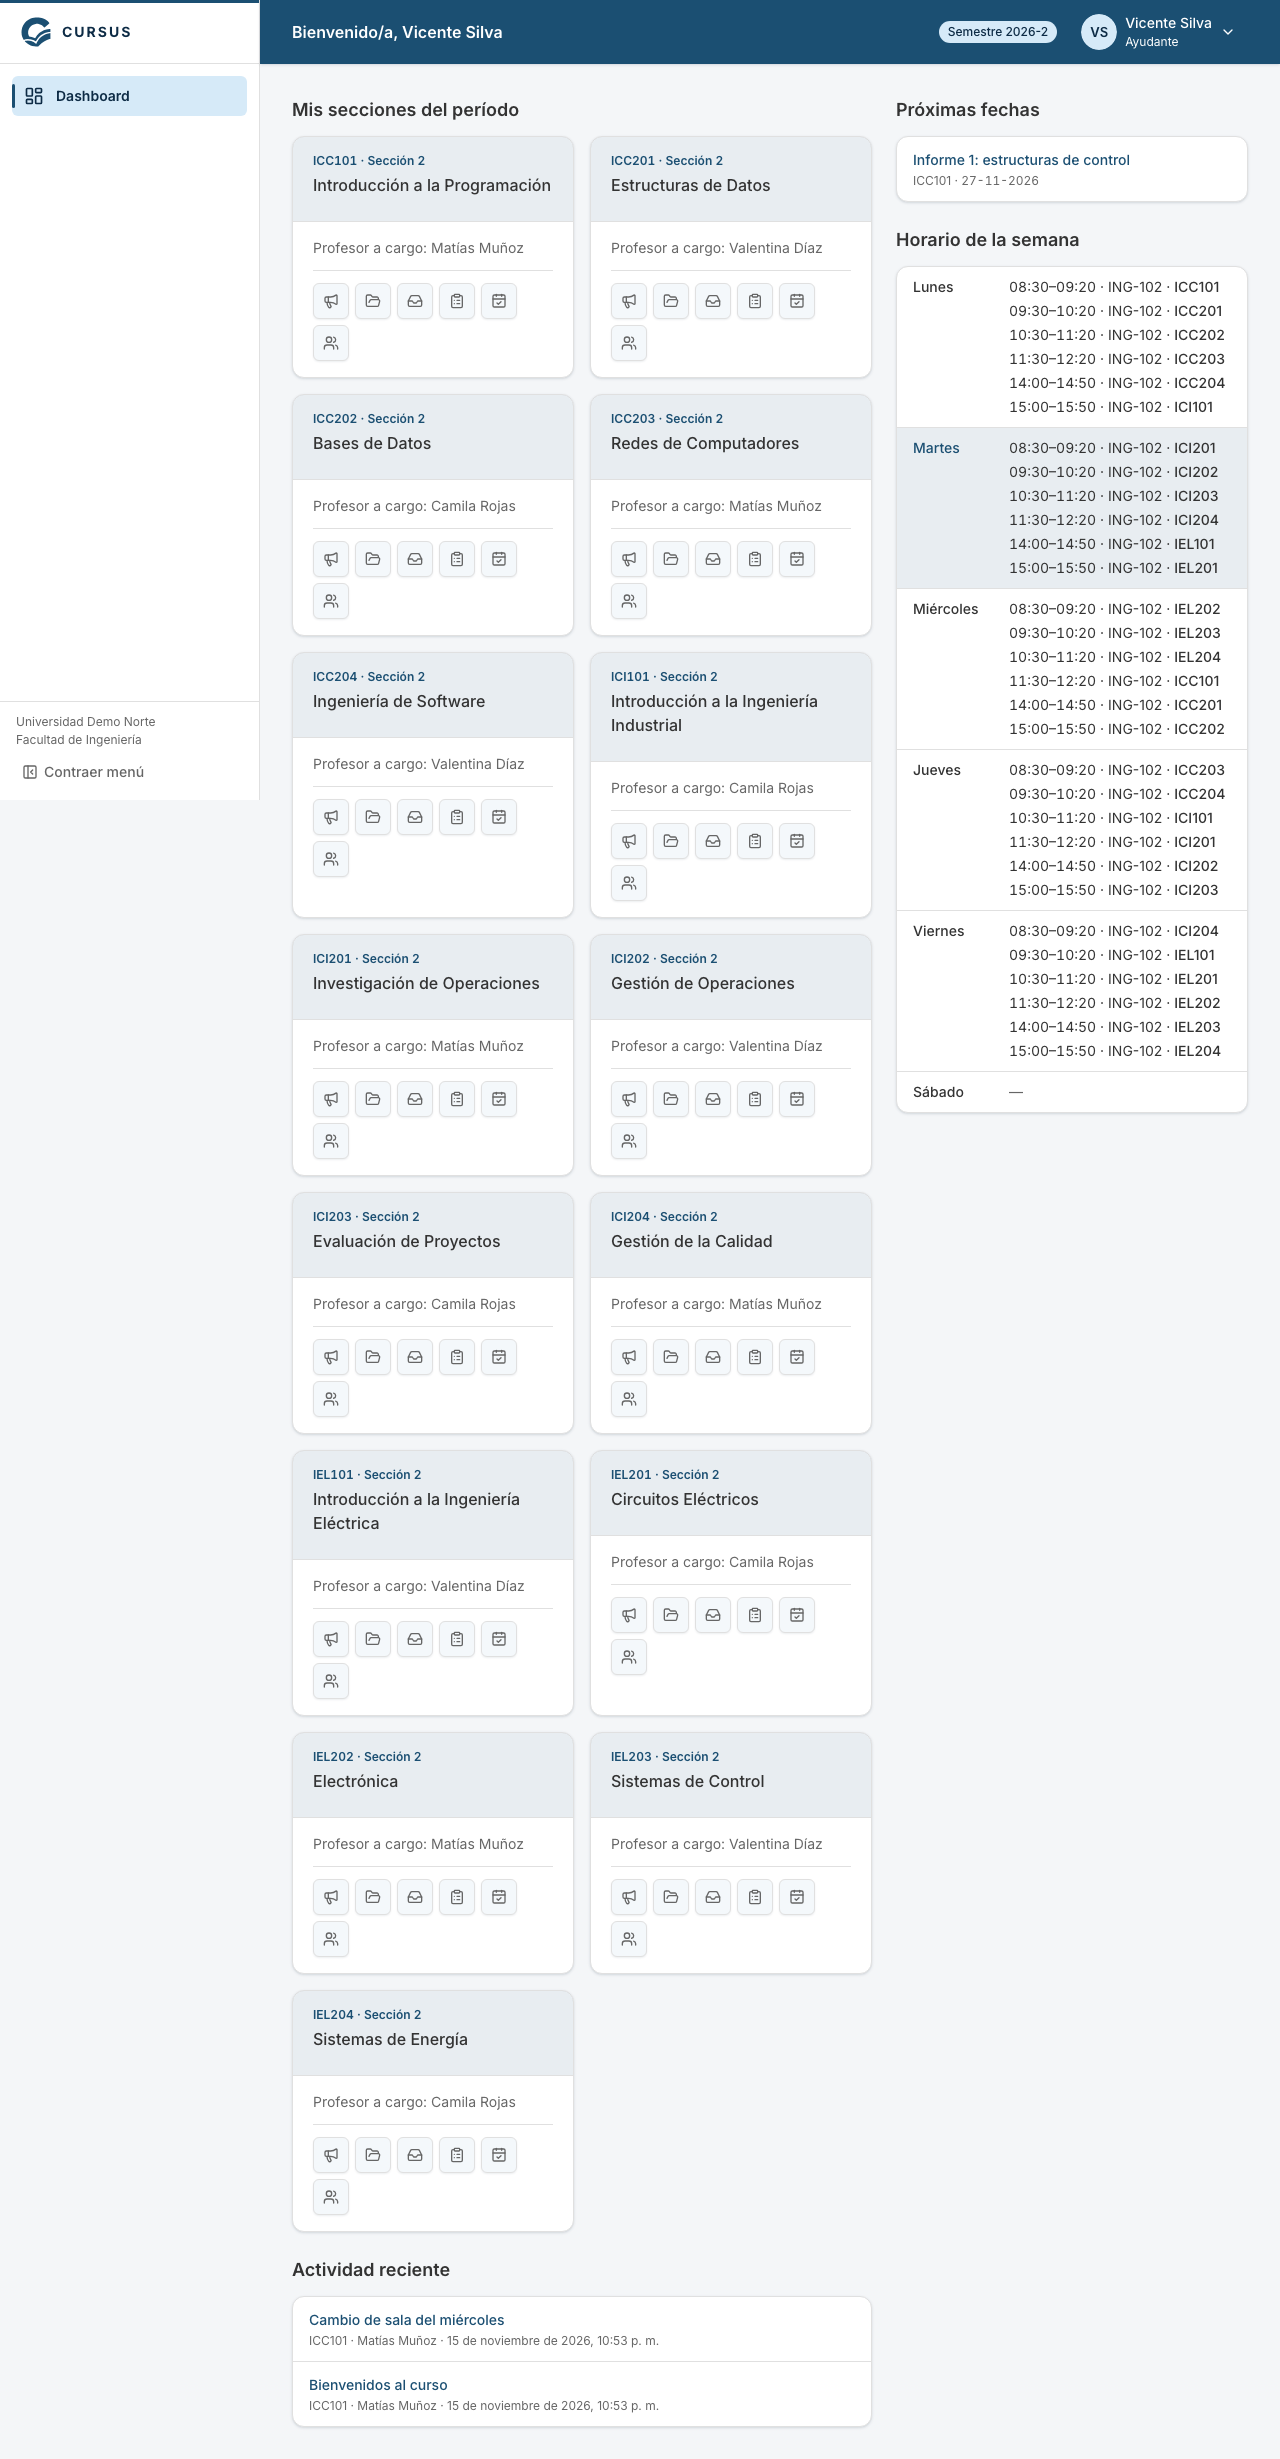 CURSUS
Bienvenido/a, Vicente Silva
Semestre 2026-2
VS
Vicente Silva
Ayudante
Dashboard
Universidad Demo Norte
Facultad de Ingeniería
Contraer menú
Mis secciones del período
ICC101 · Sección 2
Introducción a la Programación
Profesor a cargo: Matías Muñoz
ICC201 · Sección 2
Estructuras de Datos
Profesor a cargo: Valentina Díaz
ICC202 · Sección 2
Bases de Datos
Profesor a cargo: Camila Rojas
ICC203 · Sección 2
Redes de Computadores
Profesor a cargo: Matías Muñoz
ICC204 · Sección 2
Ingeniería de Software
Profesor a cargo: Valentina Díaz
ICI101 · Sección 2
Introducción a la Ingeniería
Industrial
Profesor a cargo: Camila Rojas
ICI201 · Sección 2
Investigación de Operaciones
Profesor a cargo: Matías Muñoz
ICI202 · Sección 2
Gestión de Operaciones
Profesor a cargo: Valentina Díaz
ICI203 · Sección 2
Evaluación de Proyectos
Profesor a cargo: Camila Rojas
ICI204 · Sección 2
Gestión de la Calidad
Profesor a cargo: Matías Muñoz
IEL101 · Sección 2
Introducción a la Ingeniería
Eléctrica
Profesor a cargo: Valentina Díaz
IEL201 · Sección 2
Circuitos Eléctricos
Profesor a cargo: Camila Rojas
IEL202 · Sección 2
Electrónica
Profesor a cargo: Matías Muñoz
IEL203 · Sección 2
Sistemas de Control
Profesor a cargo: Valentina Díaz
IEL204 · Sección 2
Sistemas de Energía
Profesor a cargo: Camila Rojas
Actividad reciente
Cambio de sala del miércoles
ICC101 · Matías Muñoz · 15 de noviembre de 2026, 10:53 p. m.
Bienvenidos al curso
ICC101 · Matías Muñoz · 15 de noviembre de 2026, 10:53 p. m.
Próximas fechas
Informe 1: estructuras de control
ICC101 · 27-11-2026
Horario de la semana
Lunes
08:30–09:20 · ING-102 · ICC101
09:30–10:20 · ING-102 · ICC201
10:30–11:20 · ING-102 · ICC202
11:30–12:20 · ING-102 · ICC203
14:00–14:50 · ING-102 · ICC204
15:00–15:50 · ING-102 · ICI101
Martes
08:30–09:20 · ING-102 · ICI201
09:30–10:20 · ING-102 · ICI202
10:30–11:20 · ING-102 · ICI203
11:30–12:20 · ING-102 · ICI204
14:00–14:50 · ING-102 · IEL101
15:00–15:50 · ING-102 · IEL201
Miércoles
08:30–09:20 · ING-102 · IEL202
09:30–10:20 · ING-102 · IEL203
10:30–11:20 · ING-102 · IEL204
11:30–12:20 · ING-102 · ICC101
14:00–14:50 · ING-102 · ICC201
15:00–15:50 · ING-102 · ICC202
Jueves
08:30–09:20 · ING-102 · ICC203
09:30–10:20 · ING-102 · ICC204
10:30–11:20 · ING-102 · ICI101
11:30–12:20 · ING-102 · ICI201
14:00–14:50 · ING-102 · ICI202
15:00–15:50 · ING-102 · ICI203
Viernes
08:30–09:20 · ING-102 · ICI204
09:30–10:20 · ING-102 · IEL101
10:30–11:20 · ING-102 · IEL201
11:30–12:20 · ING-102 · IEL202
14:00–14:50 · ING-102 · IEL203
15:00–15:50 · ING-102 · IEL204
Sábado
—